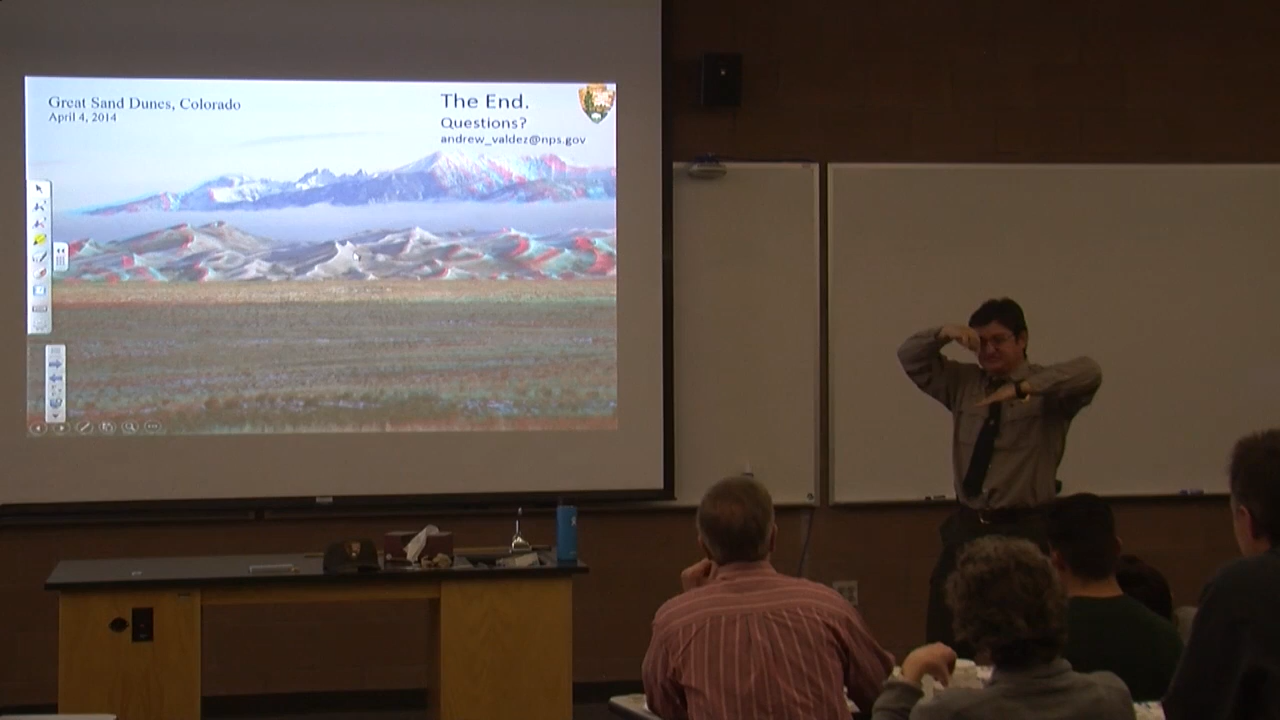 Great Sand Dunes, Colorado
April 4, 2014
The End.
Questions?
andrew_valdez@nps.gov